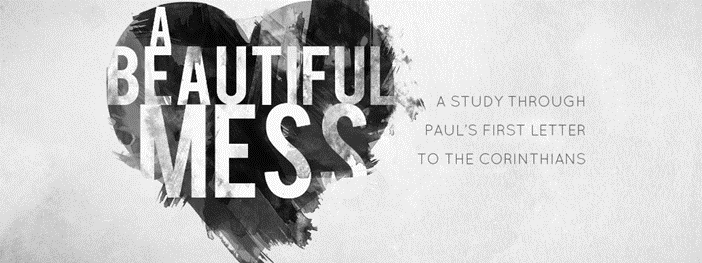 A
BEAUTIFUL
MESS
A STUDY THROUGH
PAUL'S FIRST LETTER
TO THE CORINTHIANS